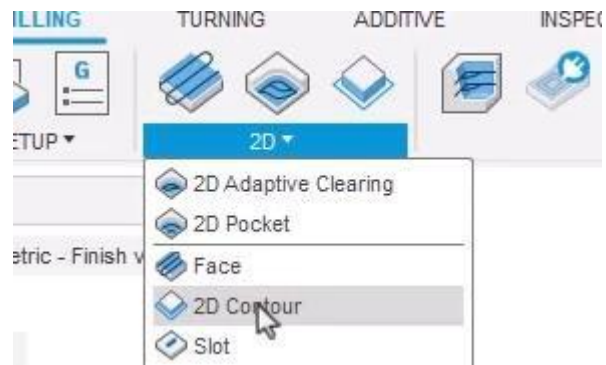 ILLING TURNING ADDITIVE INSPEC
G
ETUP ▾ 2D ▾
2D Adaptive Clearing
2D Pocket
etric - Finish v
Face
2D Contour
Slot